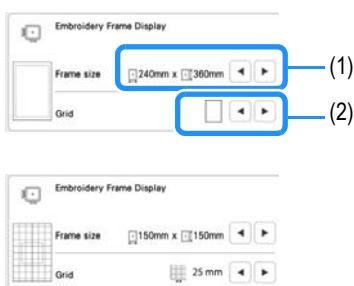 Embroidery Frame Display
Frame size 240mm x 360mm (1)
Grid (2)
Embroidery Frame Display
Frame size 150mm x 150mm
Grid 25 mm